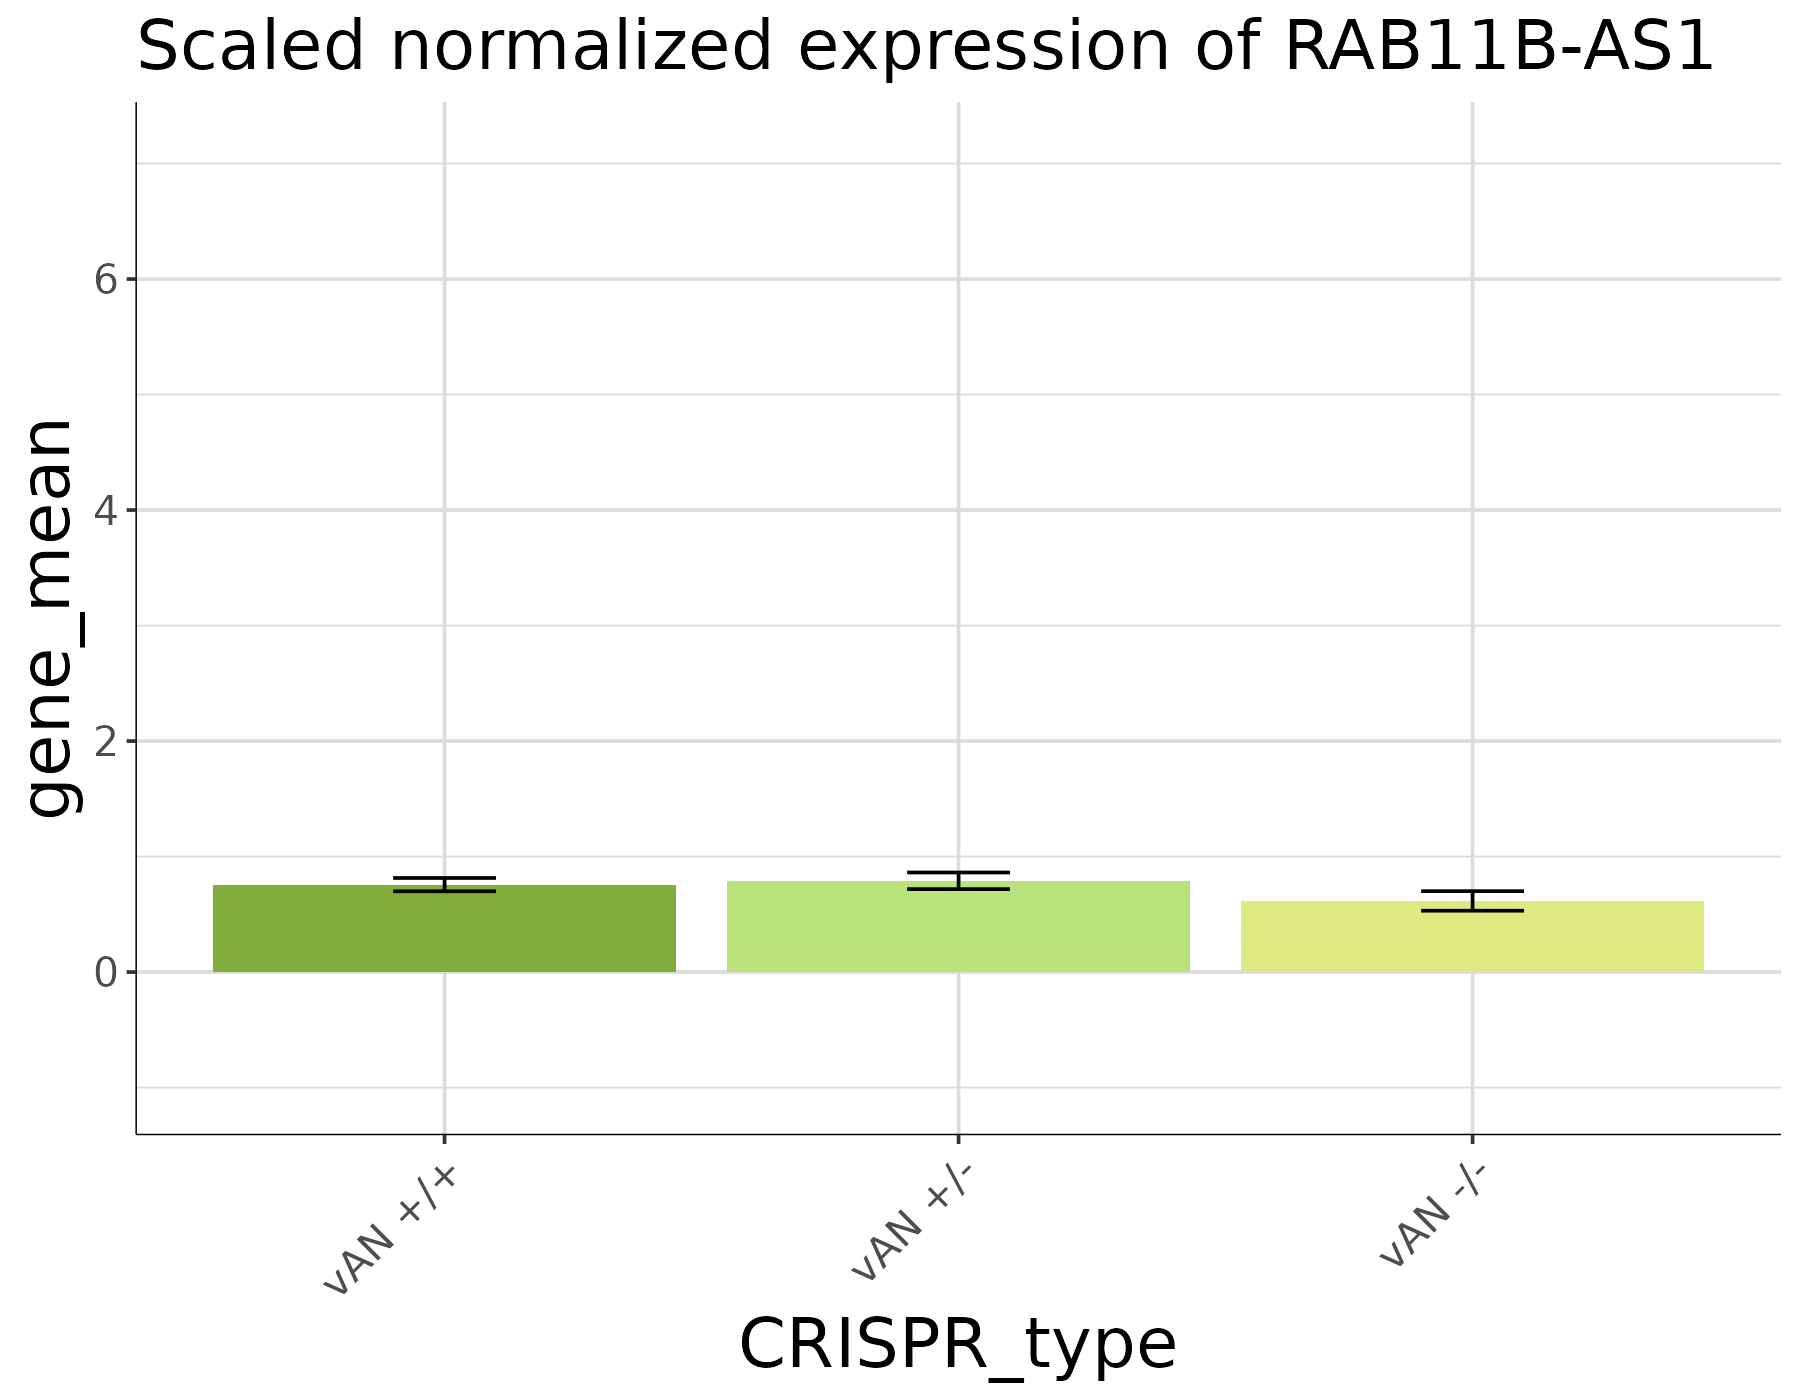 Scaled normalized expression of RAB11B-AS1
gene_mean
6
4
2
0
vAN +/+
vAN +/-
vAN -/-
CRISPR_type